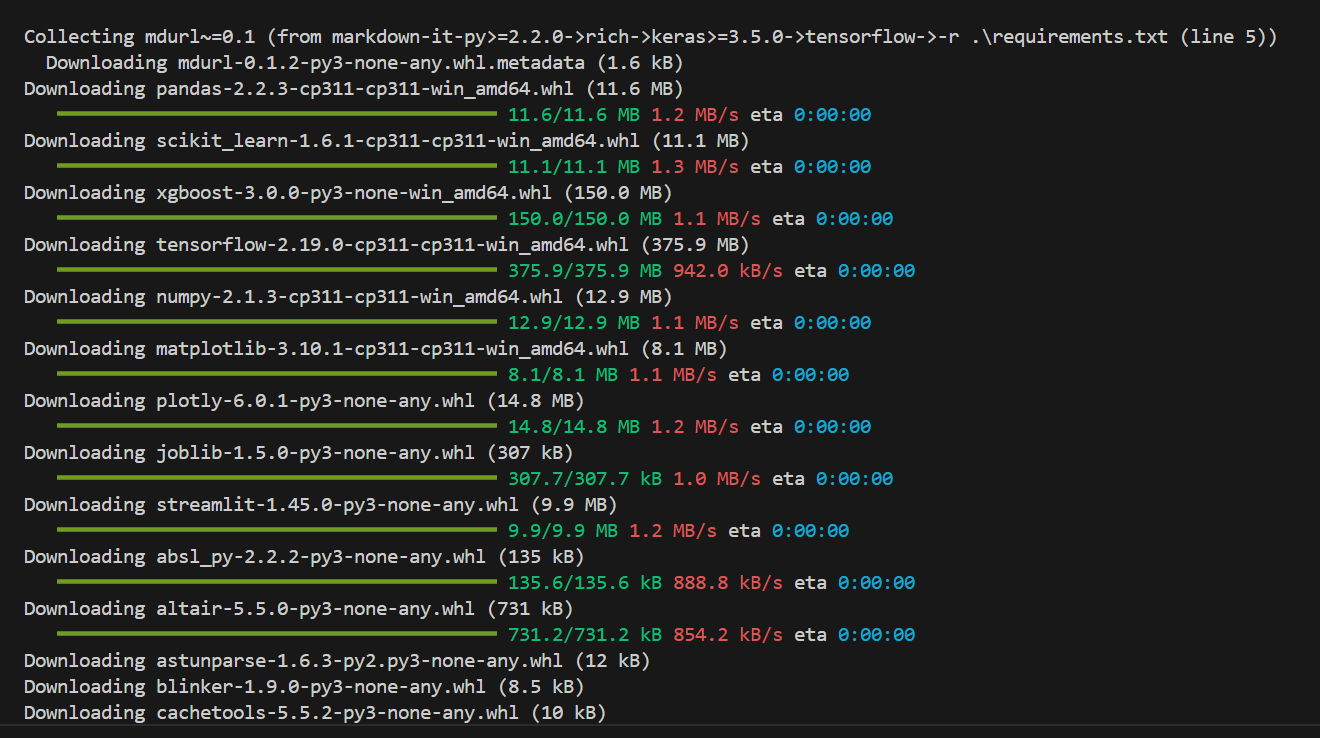 Collecting mdurl~=0.1 (from markdown-it-py>=2.2.0->rich->keras>=3.5.0->tensorflow->-r .\requirements.txt (line 5))
Downloading mdurl-0.1.2-py3-none-any.whl.metadata (1.6 kB)
Downloading pandas-2.2.3-cp311-cp311-win_amd64.whl (11.6 MB)
11.6/11.6 MB 1.2 MB/s eta 0:00:00
Downloading scikit_learn-1.6.1-cp311-cp311-win_amd64.whl (11.1 MB)
11.1/11.1 MB 1.3 MB/s eta 0:00:00
Downloading xgboost-3.0.0-py3-none-win_amd64.whl (150.0 MB)
150.0/150.0 MB 1.1 MB/s eta 0:00:00
Downloading tensorflow-2.19.0-cp311-cp311-win_amd64.whl (375.9 MB)
375.9/375.9 MB 942.0 kB/s eta 0:00:00
Downloading numpy-2.1.3-cp311-cp311-win_amd64.whl (12.9 MB)
12.9/12.9 MB 1.1 MB/s eta 0:00:00
Downloading matplotlib-3.10.1-cp311-cp311-win_amd64.whl (8.1 MB)
8.1/8.1 MB 1.1 MB/s eta 0:00:00
Downloading plotly-6.0.1-py3-none-any.whl (14.8 MB)
14.8/14.8 MB 1.2 MB/s eta 0:00:00
Downloading joblib-1.5.0-py3-none-any.whl (307 kB)
307.7/307.7 kB 1.0 MB/s eta 0:00:00
Downloading streamlit-1.45.0-py3-none-any.whl (9.9 MB)
9.9/9.9 MB 1.2 MB/s eta 0:00:00
Downloading absl_py-2.2.2-py3-none-any.whl (135 kB)
135.6/135.6 kB 888.8 kB/s eta 0:00:00
Downloading altair-5.5.0-py3-none-any.whl (731 kB)
731.2/731.2 kB 854.2 kB/s eta 0:00:00
Downloading astunparse-1.6.3-py2.py3-none-any.whl (12 kB)
Downloading blinker-1.9.0-py3-none-any.whl (8.5 kB)
Downloading cachetools-5.5.2-py3-none-any.whl (10 kB)